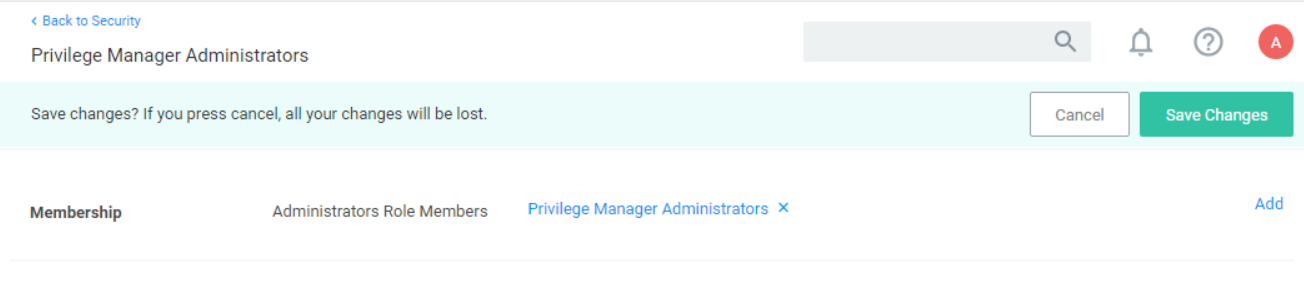 Back to Security
Privilege Manager Administrators
A
Save changes? If you press cancel, all your changes will be lost.
Cancel
Save Changes
Membership
Administrators Role Members
Privilege Manager Administrators ×
Add